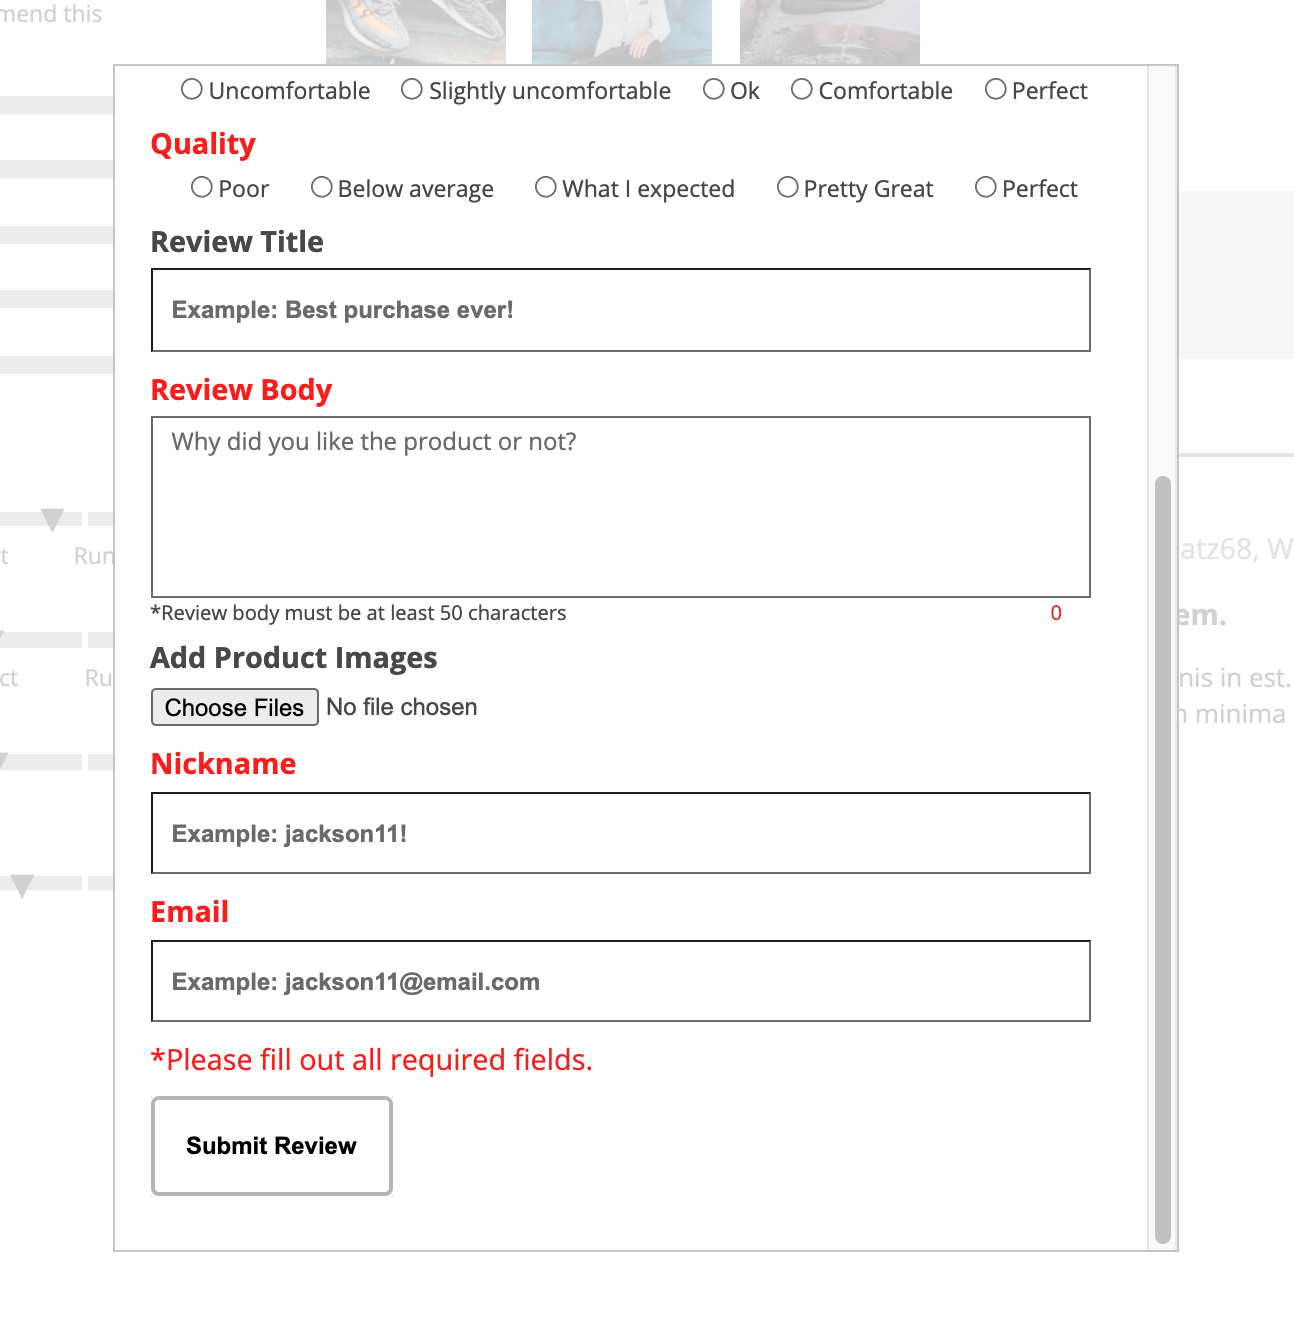 mend this
Uncomfortable Slightly uncomfortable Ok Comfortable Perfect
Quality
Poor Below average What I expected Pretty Great Perfect
Review Title
Example: Best purchase ever!
Review Body
Why did you like the product or not?
*Review body must be at least 50 characters 0
t Run
atz68, W
em.
Add Product Images
ct Ru
nis in est.
Choose Files No file chosen
n minima
Nickname
Example: jackson11!
Email
Example: jackson11@email.com
*Please fill out all required fields.
Submit Review